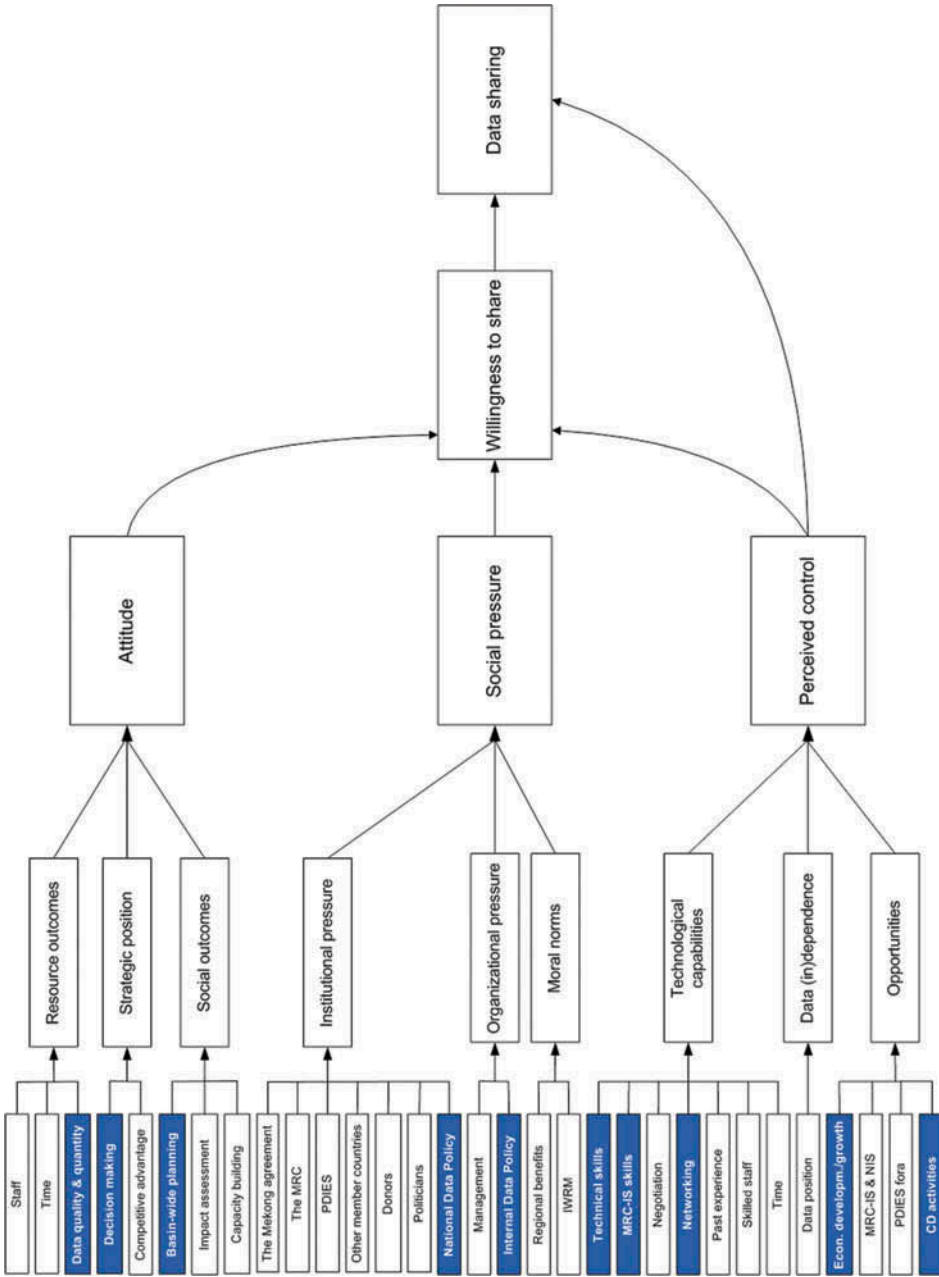 Staff
Time
Data quality & quantity
Decision making
Competitive advantage
Basin-wide planning
Impact assessment
Capacity building
The Mekong agreement
The MRC
PDIES
Other member countries
Donors
Politicians
National Data Policy
Management
Internal Data Policy
Regional benefits
IWRM
Technical skills
MRC-IS skills
Negotiation
Networking
Past experience
Skilled staff
Time
Data position
Econ. developm./growth
MRC-IS & NIS
PDIES fora
CD activities
Resource outcomes
Strategic position
Social outcomes
Institutional pressure
Organizational pressure
Moral norms
Technological
capabilities
Data (in)dependence
Opportunities
Attitude
Social pressure
Perceived control
Willingness to share
Data sharing